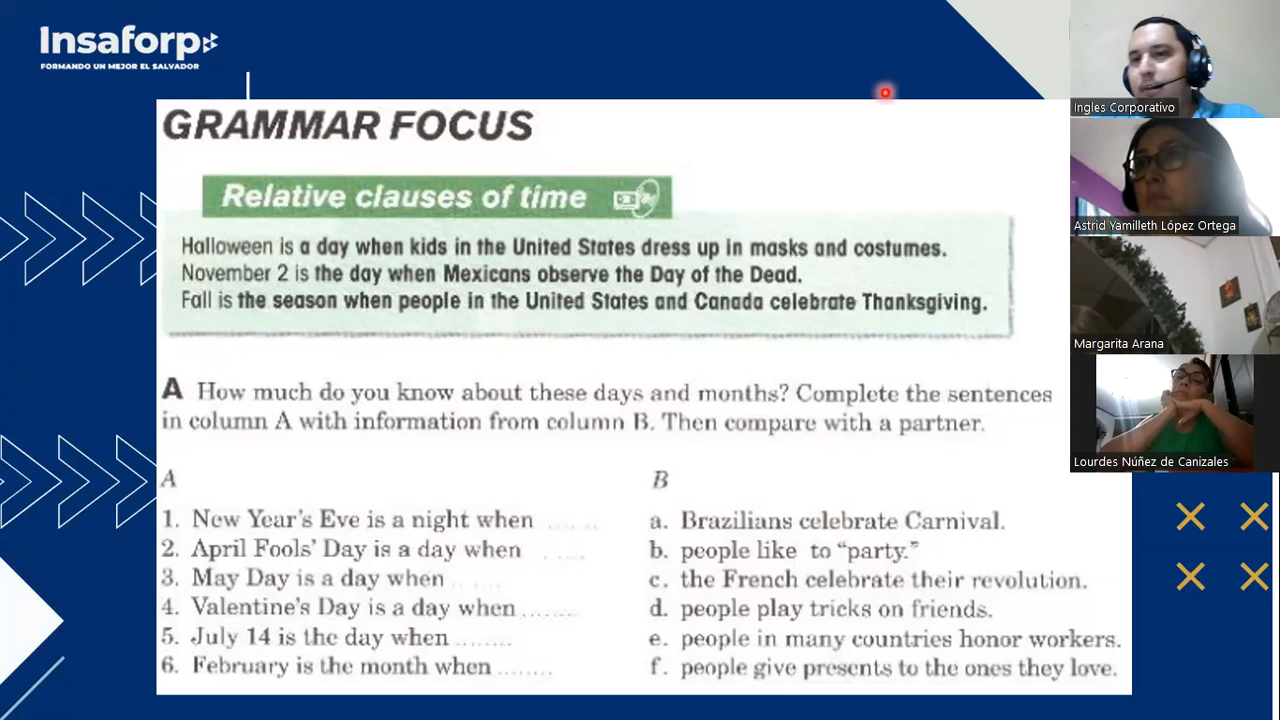 Insaforp
FORMANDO UN MEJOR EL SALVADOR
GRAMMAR FOCUS
Relative clauses of time
Halloween is a day when kids in the United States dress up in masks and costumes.
November 2 is the day when Mexicans observe the Day of the Dead.
Fall is the season when people in the United States and Canada celebrate Thanksgiving.
A How much do you know about these days and months? Complete the sentences
in column A with information from column B. Then compare with a partner.
A
1. New Year's Eve is a night when ........
2. April Fools' Day is a day when ........
3. May Day is a day when ........
4. Valentine's Day is a day when ........
5. July 14 is the day when ........
6. February is the month when ........
B
a. Brazilians celebrate Carnival.
b. people like to "party."
c. the French celebrate their revolution.
d. people play tricks on friends.
e. people in many countries honor workers.
f. people give presents to the ones they love.
Ingles Corporativo
Astrid Yamilleth López Ortega
Margarita Arana
Lourdes Núñez de Canizales